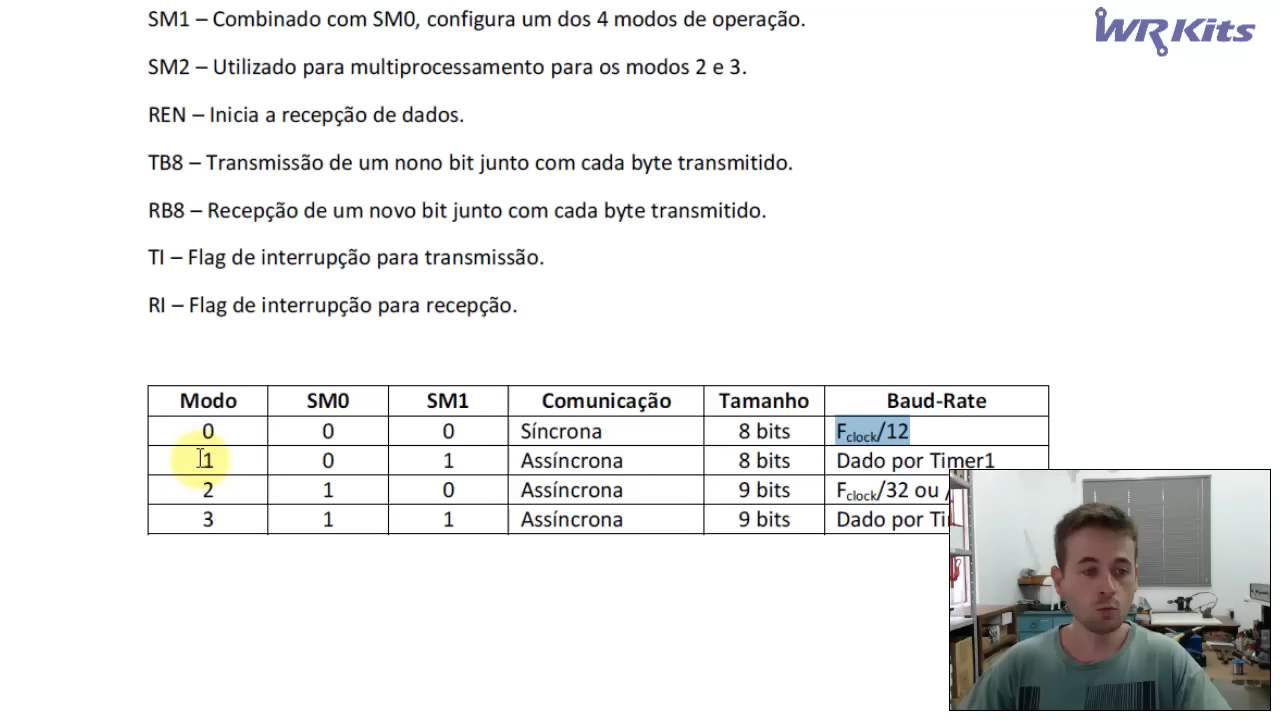 WR Kits
SM1 – Combinado com SM0, configura um dos 4 modos de operação.
SM2 – Utilizado para multiprocessamento para os modos 2 e 3.
REN – Inicia a recepção de dados.
TB8 – Transmissão de um nono bit junto com cada byte transmitido.
RB8 – Recepção de um novo bit junto com cada byte transmitido.
TI – Flag de interrupção para transmissão.
RI – Flag de interrupção para recepção.
Modo SM0 SM1 Comunicação Tamanho Baud-Rate
0 0 0 Síncrona 8 bits Fclock/12
1 0 1 Assíncrona 8 bits Dado por Timer1
2 1 0 Assíncrona 9 bits Fclock/32 ou
3 1 1 Assíncrona 9 bits Dado por